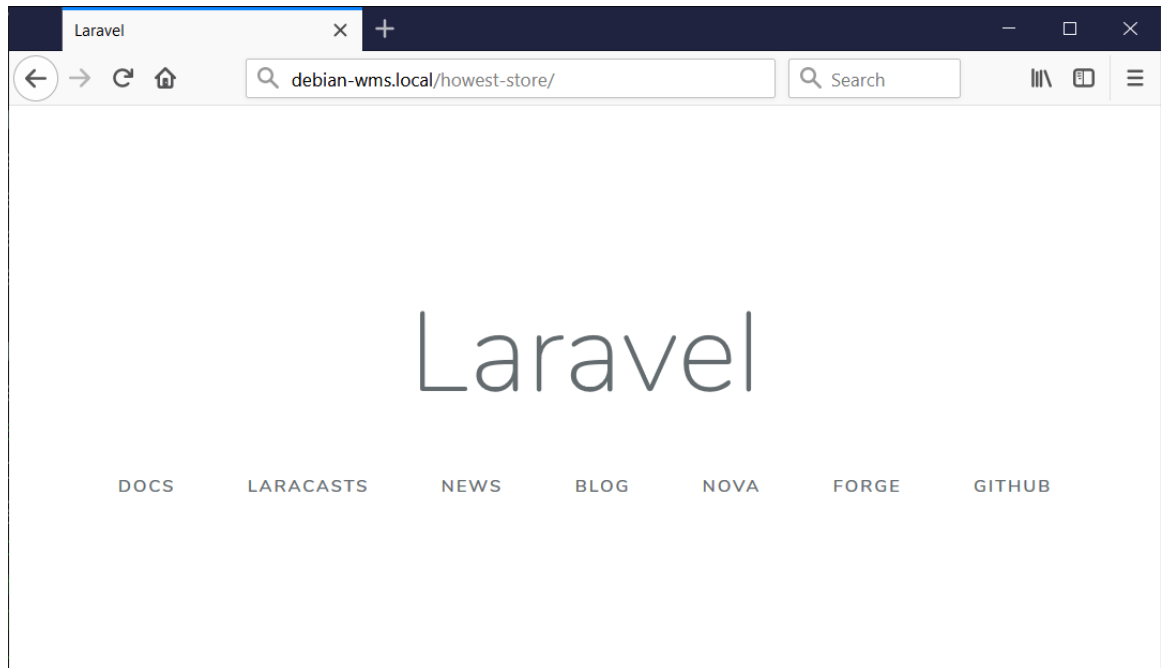 Laravel
debian-wms.local/howest-store/ Search
Laravel
DOCS LARACASTS NEWS BLOG NOVA FORGE GITHUB